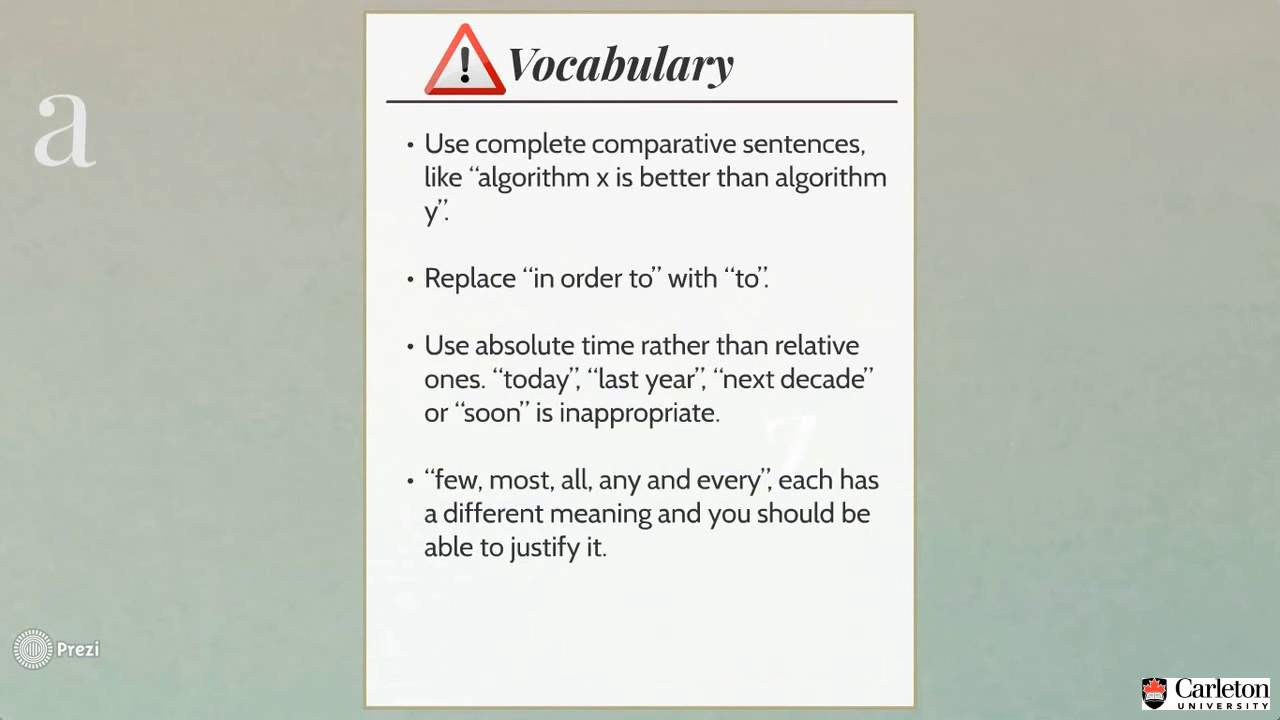 a
Vocabulary
• Use complete comparative sentences,
like “algorithm x is better than algorithm
y”.
• Replace “in order to” with “to”.
• Use absolute time rather than relative
ones. “today”, “last year”, “next decade”
or “soon” is inappropriate.
• “few, most, all, any and every”, each has
a different meaning and you should be
able to justify it.
z
Prezi
Carleton
UNIVERSITY